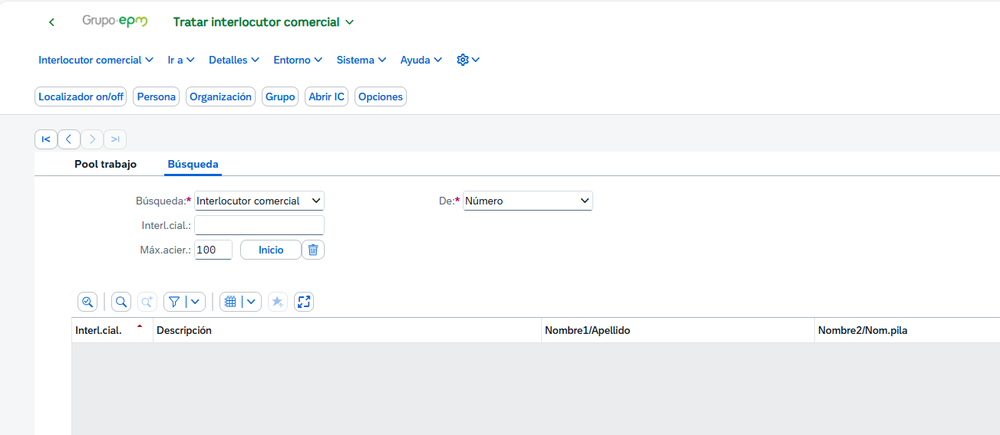 Grupo·epm Tratar interlocutor comercial
Interlocutor comercial Ir a Detalles Entorno Sistema Ayuda
Localizador on/off Persona Organización Grupo Abrir IC Opciones
Pool trabajo Búsqueda
Búsqueda:* Interlocutor comercial De:* Número
Interl.cial.:
Máx.acier.: 100 Inicio
Interl.cial. Descripción Nombre1/Apellido Nombre2/Nom.pila